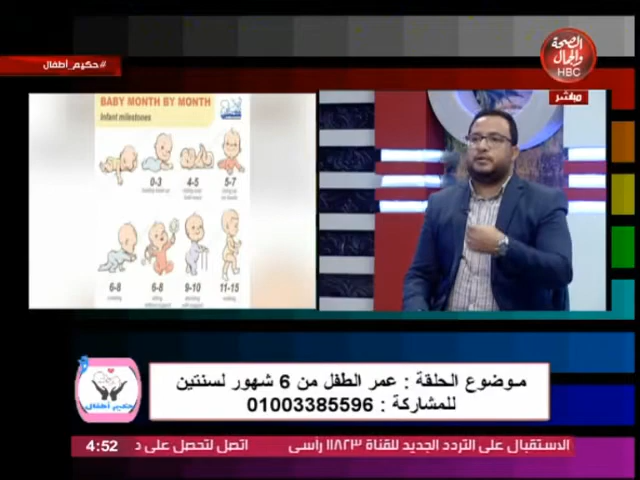 الصحة
والجمال
HBC
مباشر
#حكيم_أطفال
BABY MONTH BY MONTH
Infant milestones
0-3
4-5
5-7
6-8
6-8
9-10
11-15
موضوع الحلقة : عمر الطفل من 6 شهور لسنتين
للمشاركة : 01003385596
حكيم أطفال
4:52
الاستقبال على التردد الجديد للقناة ١١٨٢٣ رأسى
اتصل لتحصل على د